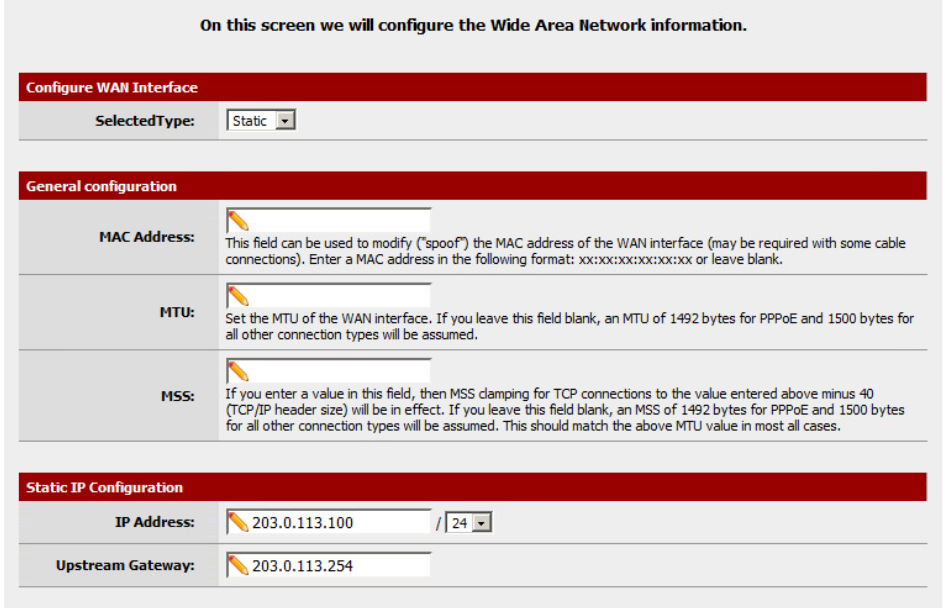 On this screen we will configure the Wide Area Network information.
Configure WAN Interface
SelectedType: Static
General configuration
MAC Address:
This field can be used to modify ("spoof") the MAC address of the WAN interface (may be required with some cable
connections). Enter a MAC address in the following format: xx:xx:xx:xx:xx:xx or leave blank.
MTU:
Set the MTU of the WAN interface. If you leave this field blank, an MTU of 1492 bytes for PPPoE and 1500 bytes for
all other connection types will be assumed.
MSS:
If you enter a value in this field, then MSS clamping for TCP connections to the value entered above minus 40
(TCP/IP header size) will be in effect. If you leave this field blank, an MSS of 1492 bytes for PPPoE and 1500 bytes
for all other connection types will be assumed. This should match the above MTU value in most all cases.
Static IP Configuration
IP Address: 203.0.113.100 / 24
Upstream Gateway: 203.0.113.254